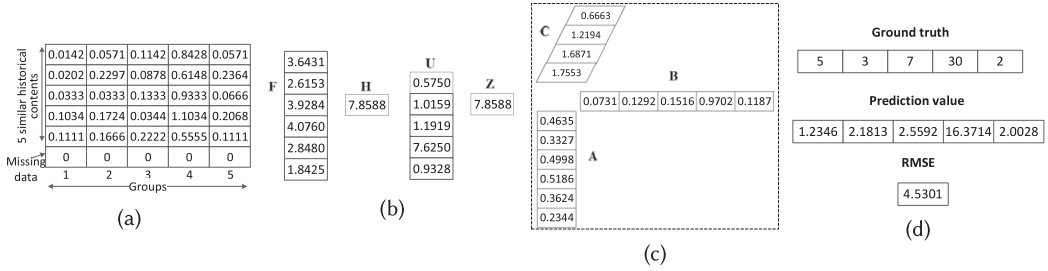 5 similar historical
contents
0.0142 0.0571 0.1142 0.8428 0.0571
0.0202 0.2297 0.0878 0.6148 0.2364
0.0333 0.0333 0.1333 0.9333 0.0666
0.1034 0.1724 0.0344 1.1034 0.2068
0.1111 0.1666 0.2222 0.5555 0.1111
Missing
data
0 0 0 0 0
1 2 3 4 5
Groups
(a)
F
3.6431
2.6153
3.9284
4.0760
2.8480
1.8425
H
7.8588
U
0.5750
1.0159
1.1919
7.6250
0.9328
Z
7.8588
(b)
C
0.6663
1.2194
1.6871
1.7553
B
0.0731 0.1292 0.1516 0.9702 0.1187
0.4635
0.3327
0.4998
0.5186
0.3624
0.2344
A
(c)
Ground truth
5 3 7 30 2
Prediction value
1.2346 2.1813 2.5592 16.3714 2.0028
RMSE
4.5301
(d)